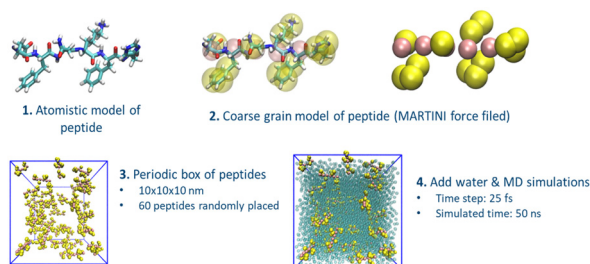 1. Atomistic model of
peptide
2. Coarse grain model of peptide (MARTINI force filed)
3. Periodic box of peptides
• 10x10x10 nm
• 60 peptides randomly placed
4. Add water & MD simulations
• Time step: 25 fs
• Simulated time: 50 ns